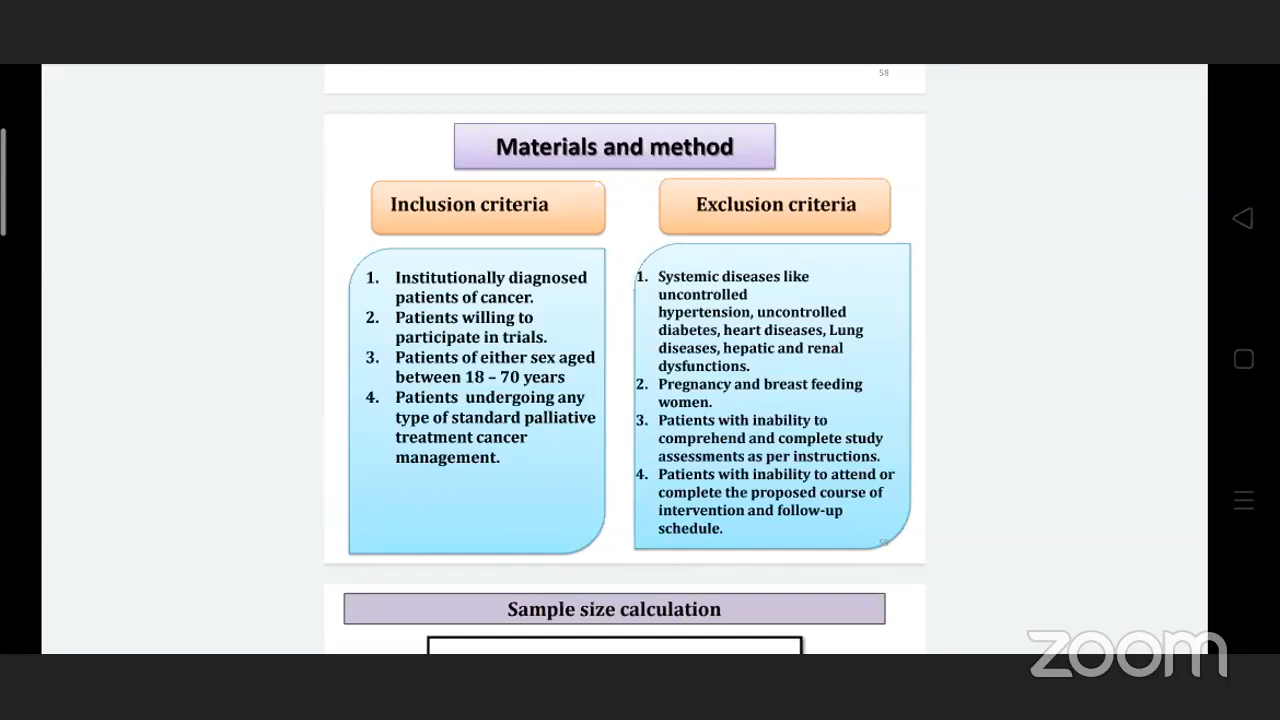 58
Materials and method
Inclusion criteria
1. Institutionally diagnosed
patients of cancer.
2. Patients willing to
participate in trials.
3. Patients of either sex aged
between 18 – 70 years
4. Patients undergoing any
type of standard palliative
treatment cancer
management.
Exclusion criteria
1. Systemic diseases like
uncontrolled
hypertension, uncontrolled
diabetes, heart diseases, Lung
diseases, hepatic and renal
dysfunctions.
2. Pregnancy and breast feeding
women.
3. Patients with inability to
comprehend and complete study
assessments as per instructions.
4. Patients with inability to attend or
complete the proposed course of
intervention and follow-up
schedule.
59
Sample size calculation
zoom